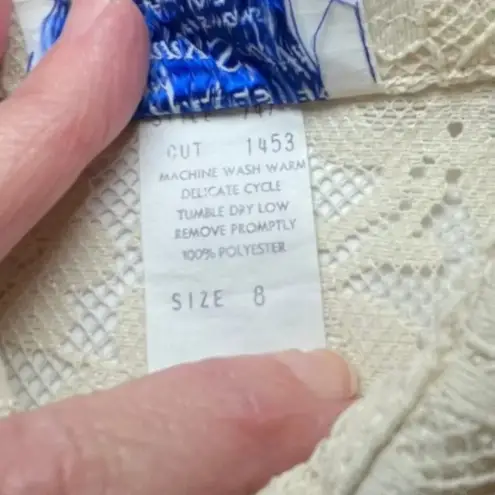 CUT 1453
MACHINE WASH WARM
DELICATE CYCLE
TUMBLE DRY LOW
REMOVE PROMPTLY
100% POLYESTER
SIZE 8